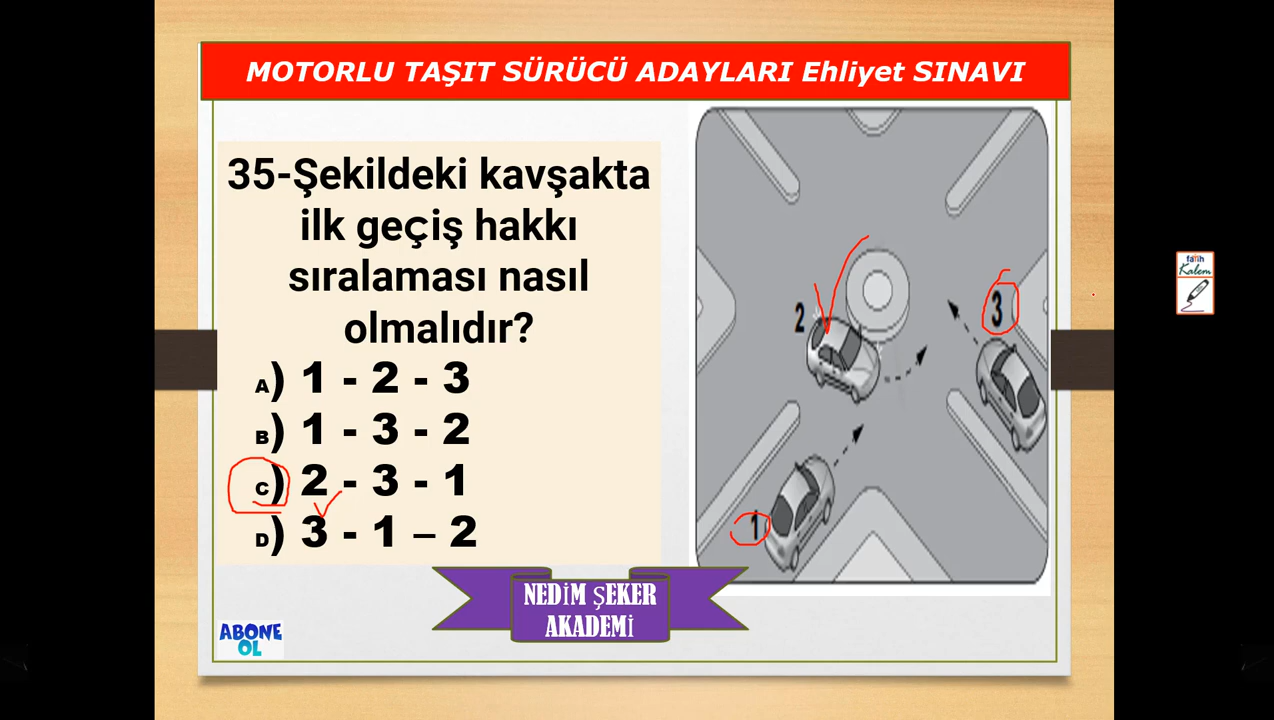 MOTORLU TAŞIT SÜRÜCÜ ADAYLARI Ehliyet SINAVI
35-Şekildeki kavşakta
ilk geçiş hakkı
sıralaması nasıl
olmalıdır?
A) 1 - 2 - 3
B) 1 - 3 - 2
C) 2 - 3 - 1
D) 3 - 1 – 2
2
3
1
NEDİM ŞEKER
AKADEMİ
ABONE
OL
fatih
Kalem